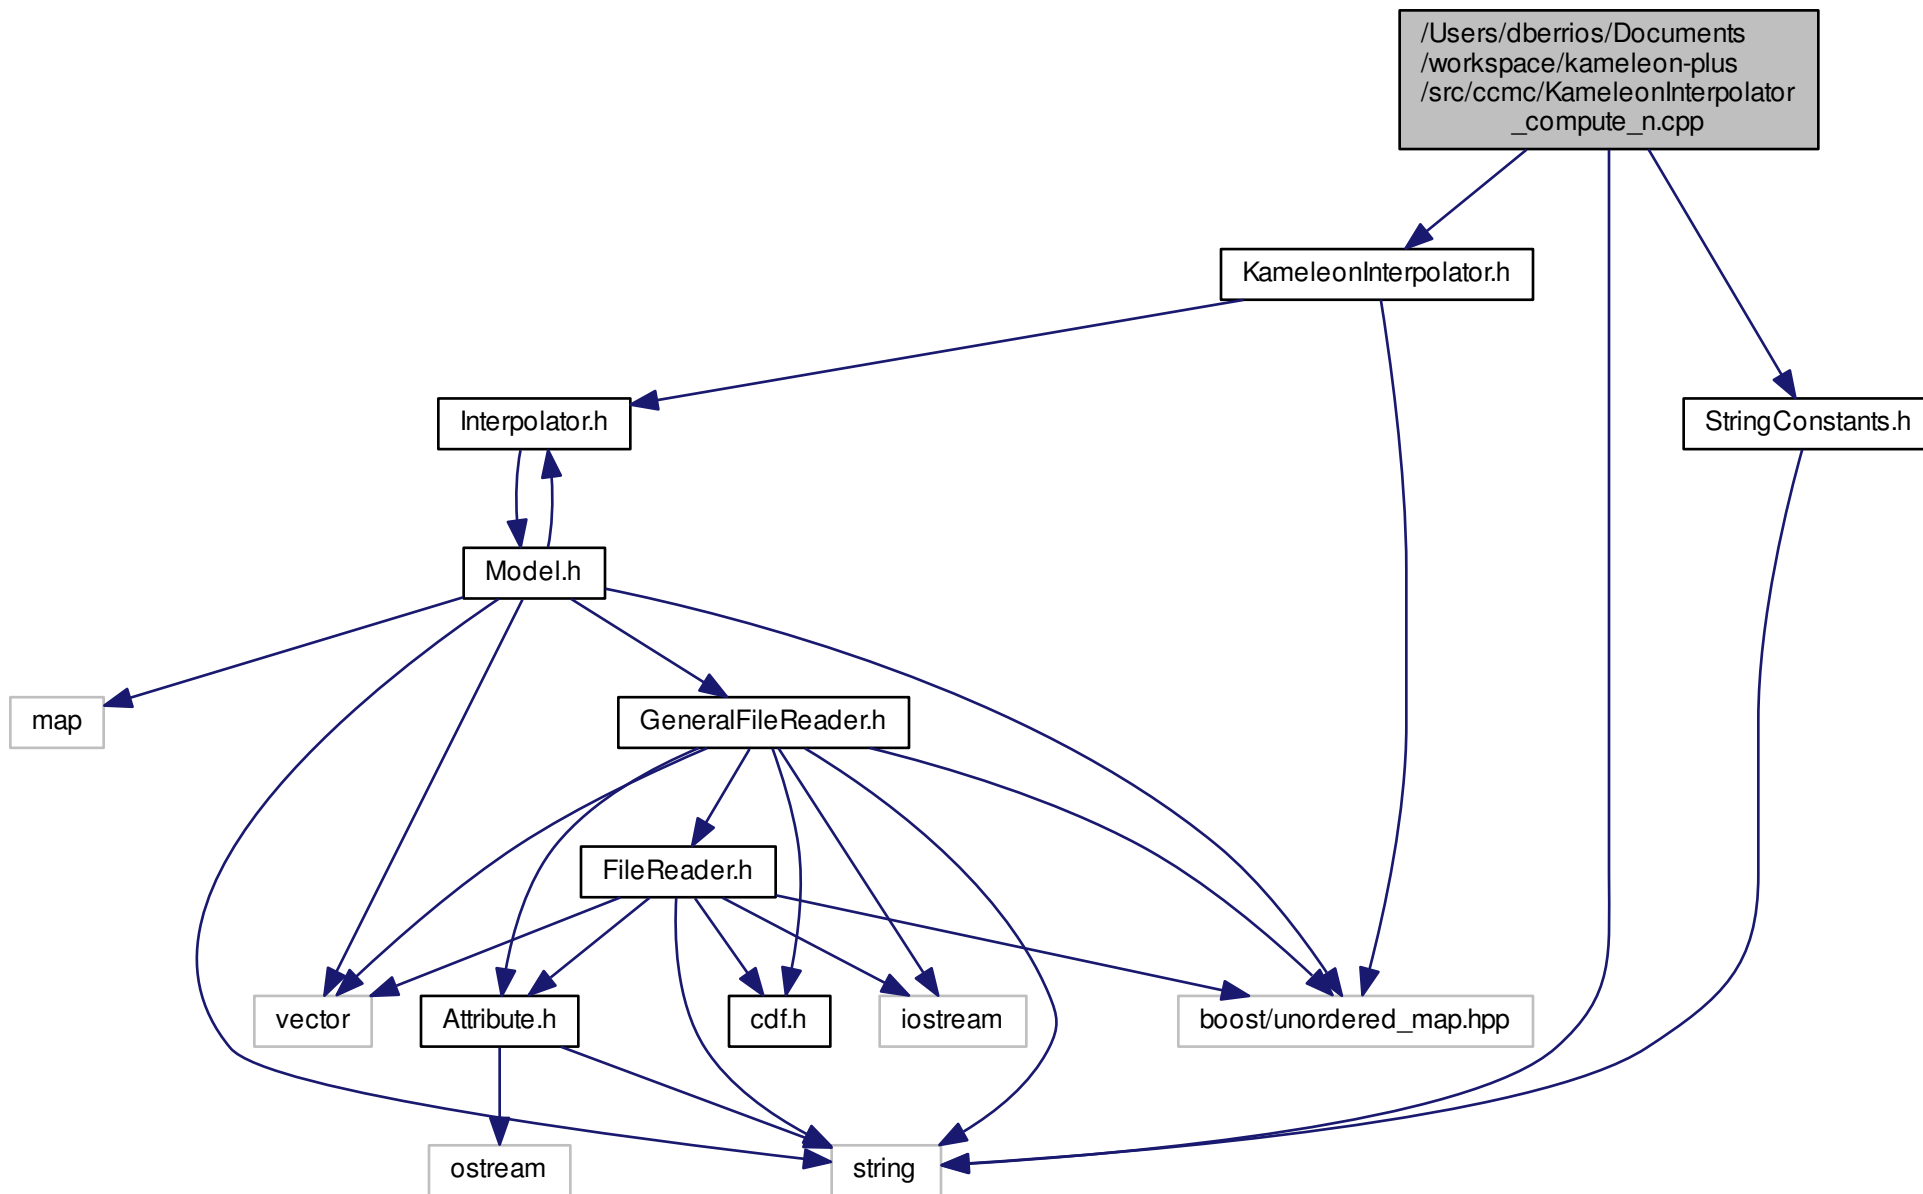 /Users/dberrios/Documents
/workspace/kameleon-plus
/src/ccmc/KameleonInterpolator
_compute_n.cpp
KameleonInterpolator.h
Interpolator.h
StringConstants.h
Model.h
map
GeneralFileReader.h
FileReader.h
vector
Attribute.h
cdf.h
iostream
boost/unordered_map.hpp
ostream
string